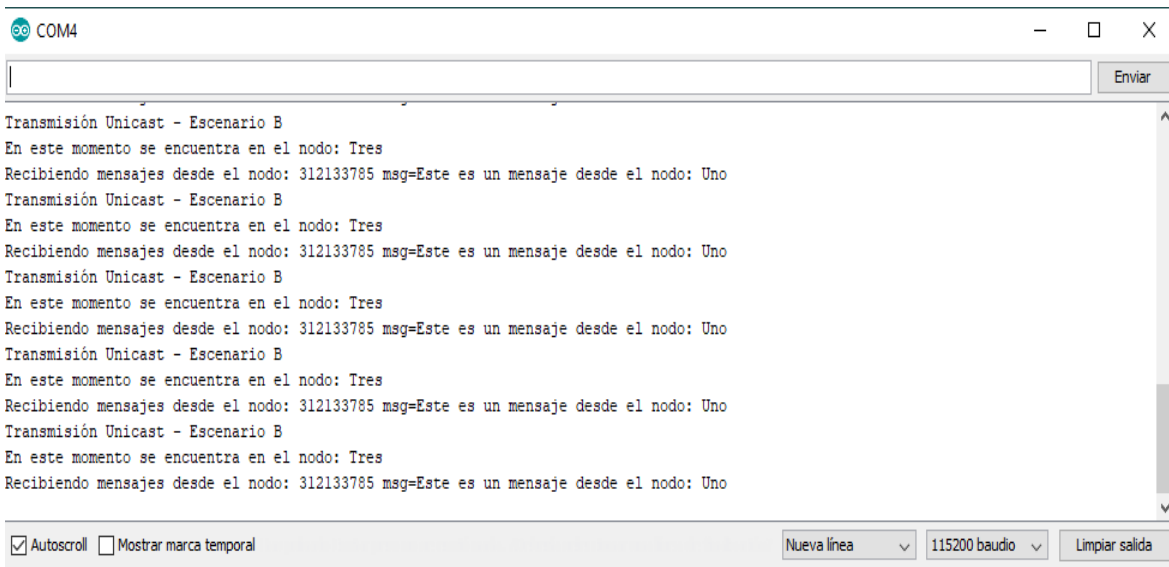 COM4
Enviar
Transmisión Unicast - Escenario B
En este momento se encuentra en el nodo: Tres
Recibiendo mensajes desde el nodo: 312133785 msg=Este es un mensaje desde el nodo: Uno
Transmisión Unicast - Escenario B
En este momento se encuentra en el nodo: Tres
Recibiendo mensajes desde el nodo: 312133785 msg=Este es un mensaje desde el nodo: Uno
Transmisión Unicast - Escenario B
En este momento se encuentra en el nodo: Tres
Recibiendo mensajes desde el nodo: 312133785 msg=Este es un mensaje desde el nodo: Uno
Transmisión Unicast - Escenario B
En este momento se encuentra en el nodo: Tres
Recibiendo mensajes desde el nodo: 312133785 msg=Este es un mensaje desde el nodo: Uno
Transmisión Unicast - Escenario B
En este momento se encuentra en el nodo: Tres
Recibiendo mensajes desde el nodo: 312133785 msg=Este es un mensaje desde el nodo: Uno
Autoscroll Mostrar marca temporal Nueva línea 115200 baudio Limpiar salida